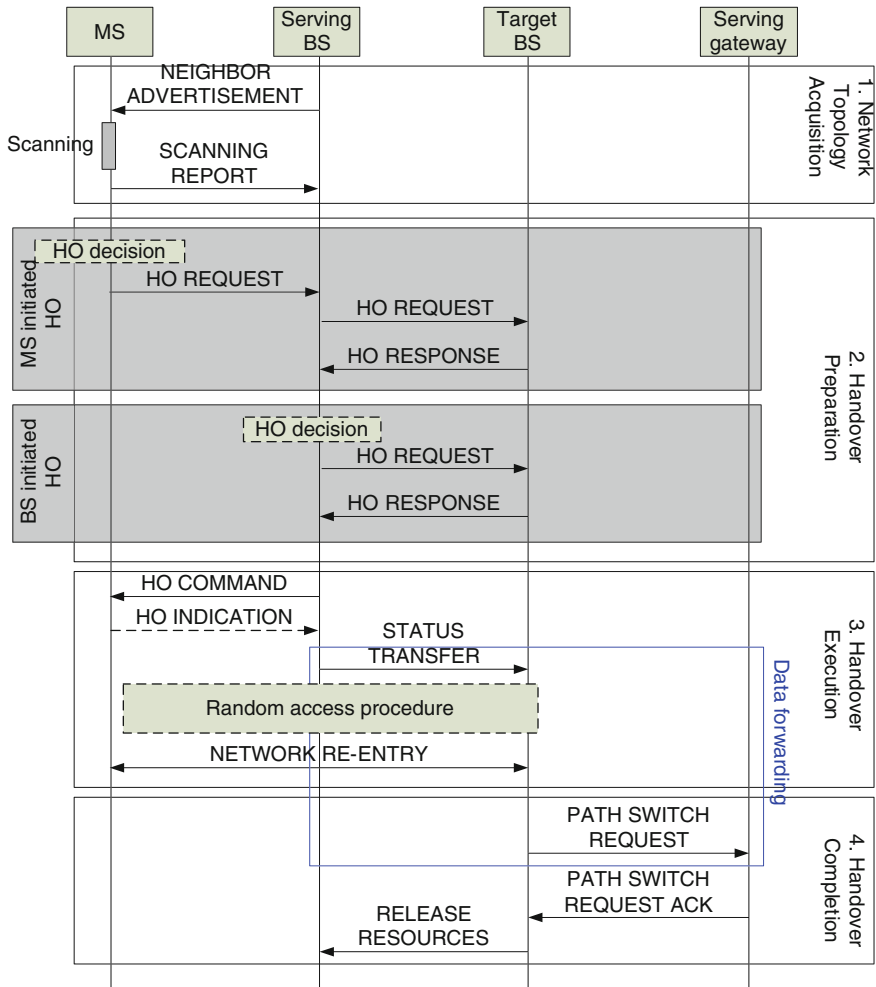 MS
Serving
BS
Target
BS
Serving
gateway
NEIGHBOR
ADVERTISEMENT
Scanning
SCANNING
REPORT
1. Network
Topology
Acquisition
HO decision
HO REQUEST
HO REQUEST
HO RESPONSE
MS initiated
HO
HO decision
HO REQUEST
HO RESPONSE
BS initiated
HO
2. Handover
Preparation
HO COMMAND
HO INDICATION
STATUS
TRANSFER
Random access procedure
NETWORK RE-ENTRY
3. Handover
Execution
Data forwarding
PATH SWITCH
REQUEST
PATH SWITCH
REQUEST ACK
RELEASE
RESOURCES
4. Handover
Completion